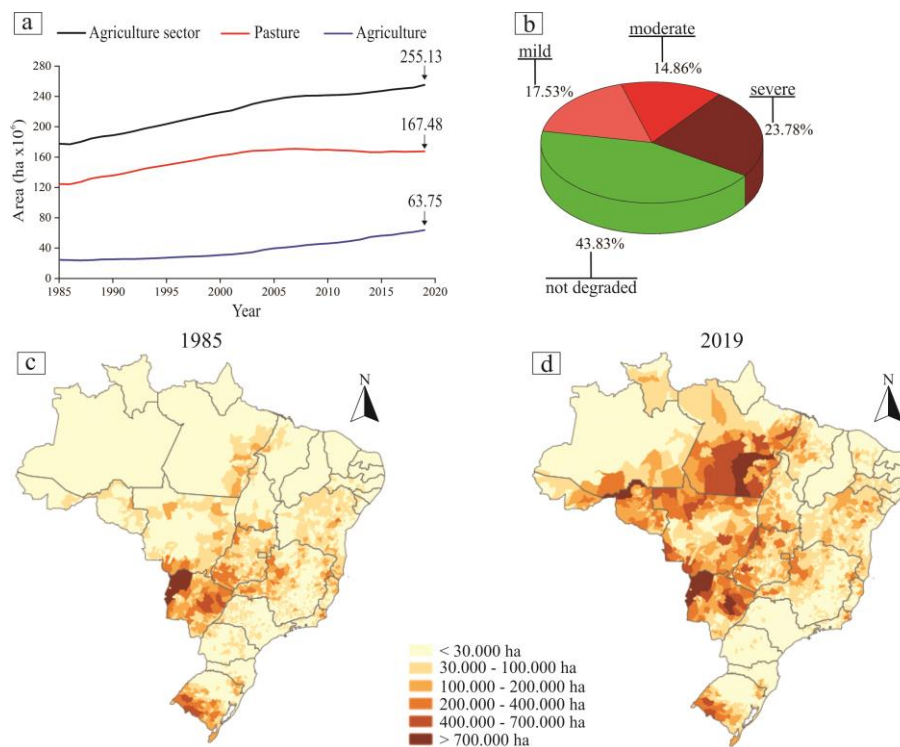 a
Agriculture sector
Pasture
Agriculture
255.13
167.48
63.75
280
240
200
160
120
80
40
0
Area (ha x10⁶)
1985
1990
1995
2000
2005
2010
2015
2020
Year
b
mild
17.53%
moderate
14.86%
severe
23.78%
43.83%
not degraded
c
1985
N
2019
d
N
< 30.000 ha
30.000 - 100.000 ha
100.000 - 200.000 ha
200.000 - 400.000 ha
400.000 - 700.000 ha
> 700.000 ha